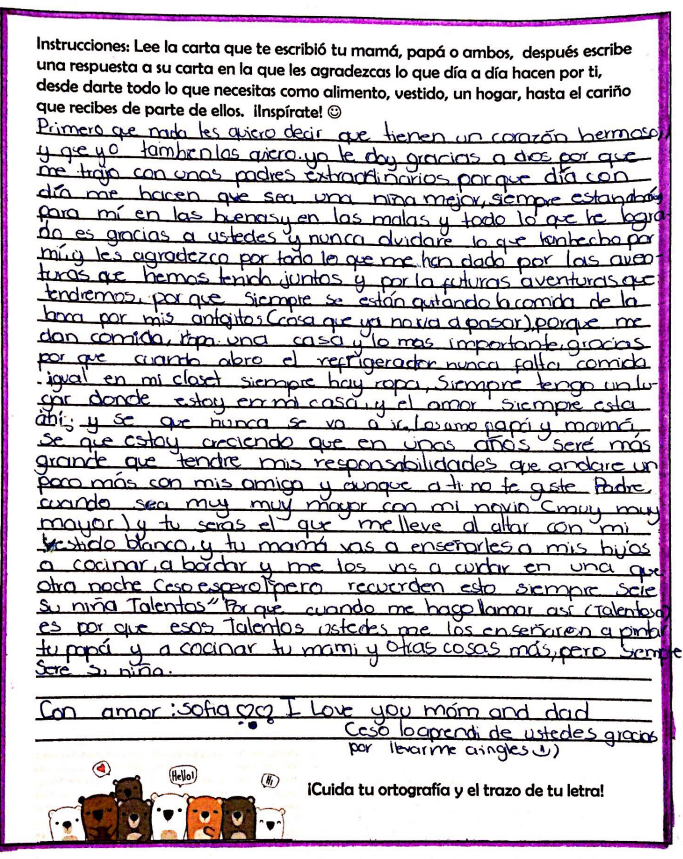 Instrucciones: Lee la carta que te escribió tu mamá, papá o ambos, después escribe
una respuesta a su carta en la que les agradezcas lo que día a día hacen por ti,
desde darte todo lo que necesitas como alimento, vestido, un hogar, hasta el cariño
que recibes de parte de ellos. ¡Inspírate! ☺
Primero que nada les quiero decir que tienen un corazón hermoso,
y que yo tambien los quiero. yo le doy gracias a dios por que
me trajo con unos padres extraordinarios porque día con
día me hacen que sea una niña mejor, siempre estando
para mí en las buenas y en las malas y todo lo que he logra-
do es gracias a ustedes y nunca olvidare lo que han hecho por
mí, y les agradezco por todo lo que me han dado por las aven-
turas que hemos tenido juntos y por la futuras aventuras que
tendremos, por que siempre se están quitando la comida de la
boca por mis antojitos (cosa que ya no va a pasar), porque me
dan comida, ropa una casa y lo mas importante, gracias
por que cuando abro el refrigerador nunca falta comida
. igual en mi closet siempre hay ropa, Siempre tengo un lu-
gar donde estoy en mi casa, y el amor siempre esta
ahi; y se que nunca se va a ir, los amo papá y mamá,
se que estoy creciendo que en unos años seré más
grande que tendre mis responsabilidades que andare un
poco más con mis amiga y aunque a ti no te guste Padre
cuando sea muy muy mayor con mi novio (muy muy
mayor) y tu seras el que me lleve al altar con mi
vestido blanco, y tu mamá vas a enseñarles a mis hijos
a cocinar, a bordar y me los vas a cuidar en una que
otra noche (eso espero) pero recuerden esto siempre Sere
su niña Talentos" Por que cuando me hago llamar así (Talentosa)
es por que esos Talentos ustedes me los enseñaron a pintar
tu papá y a cocinar tu mami y otras cosas más, pero Siempre
Sere Su niña.
Con amor: Sofia ♡♡ I Love you mom and dad
(eso lo aprendi de ustedes gracias
por llevarme a ingles :)
Hello!
Hi
¡Cuida tu ortografía y el trazo de tu letra!